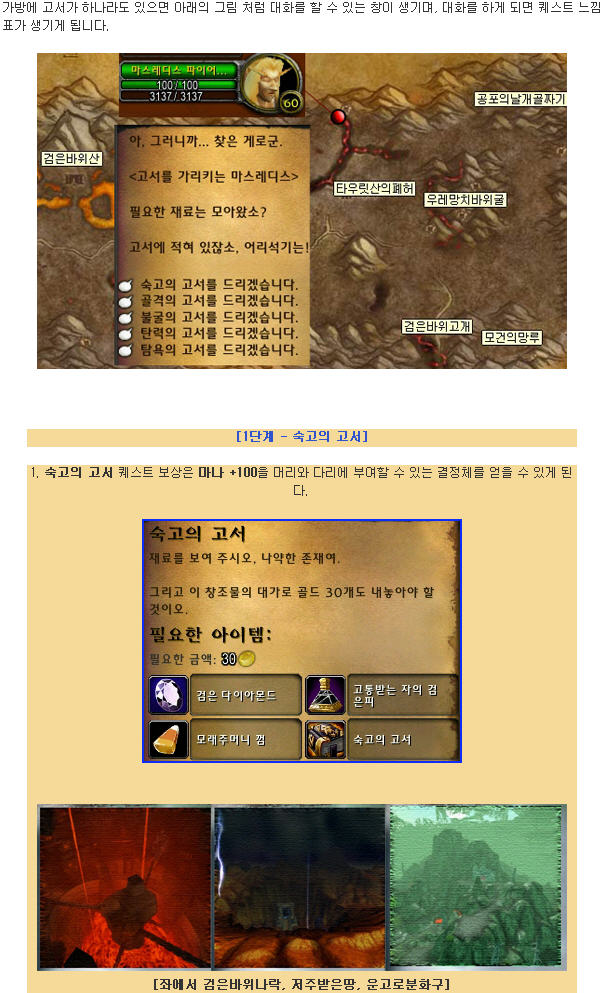 가방에 고서가 하나라도 있으면 아래의 그림 처럼 대화를 할 수 있는 창이 생기며, 대화를 하게 되면 퀘스트 느낌
표가 생기게 됩니다.
마스레디스 파이어...
100 / 100
3137 / 3137
60
공포의날개골짜기
검은바위산
타우릿산의폐허
우레망치바위굴
검은바위고개
모건의망루
아, 그러니까... 찾은 게로군.
<고서를 가리키는 마스레디스>
필요한 재료는 모아왔소?
고서에 적혀 있잖소, 어리석기는!
숙고의 고서를 드리겠습니다.
골격의 고서를 드리겠습니다.
불굴의 고서를 드리겠습니다.
탄력의 고서를 드리겠습니다.
탐욕의 고서를 드리겠습니다.
[1단계 - 숙고의 고서]
1. 숙고의 고서 퀘스트 보상은 마나 +100을 머리와 다리에 부여할 수 있는 결정체를 얻을 수 있게 된
다.
숙고의 고서
재료를 보여 주시오, 나약한 존재여.
그리고 이 창조물의 대가로 골드 30개도 내놓아야 할
것이오.
필요한 아이템:
필요한 금액: 30
검은 다이아몬드
고통받는 자의 검
은피
모래주머니 껌
숙고의 고서
[좌에서 검은바위나락, 저주받은땅, 운고로분화구]